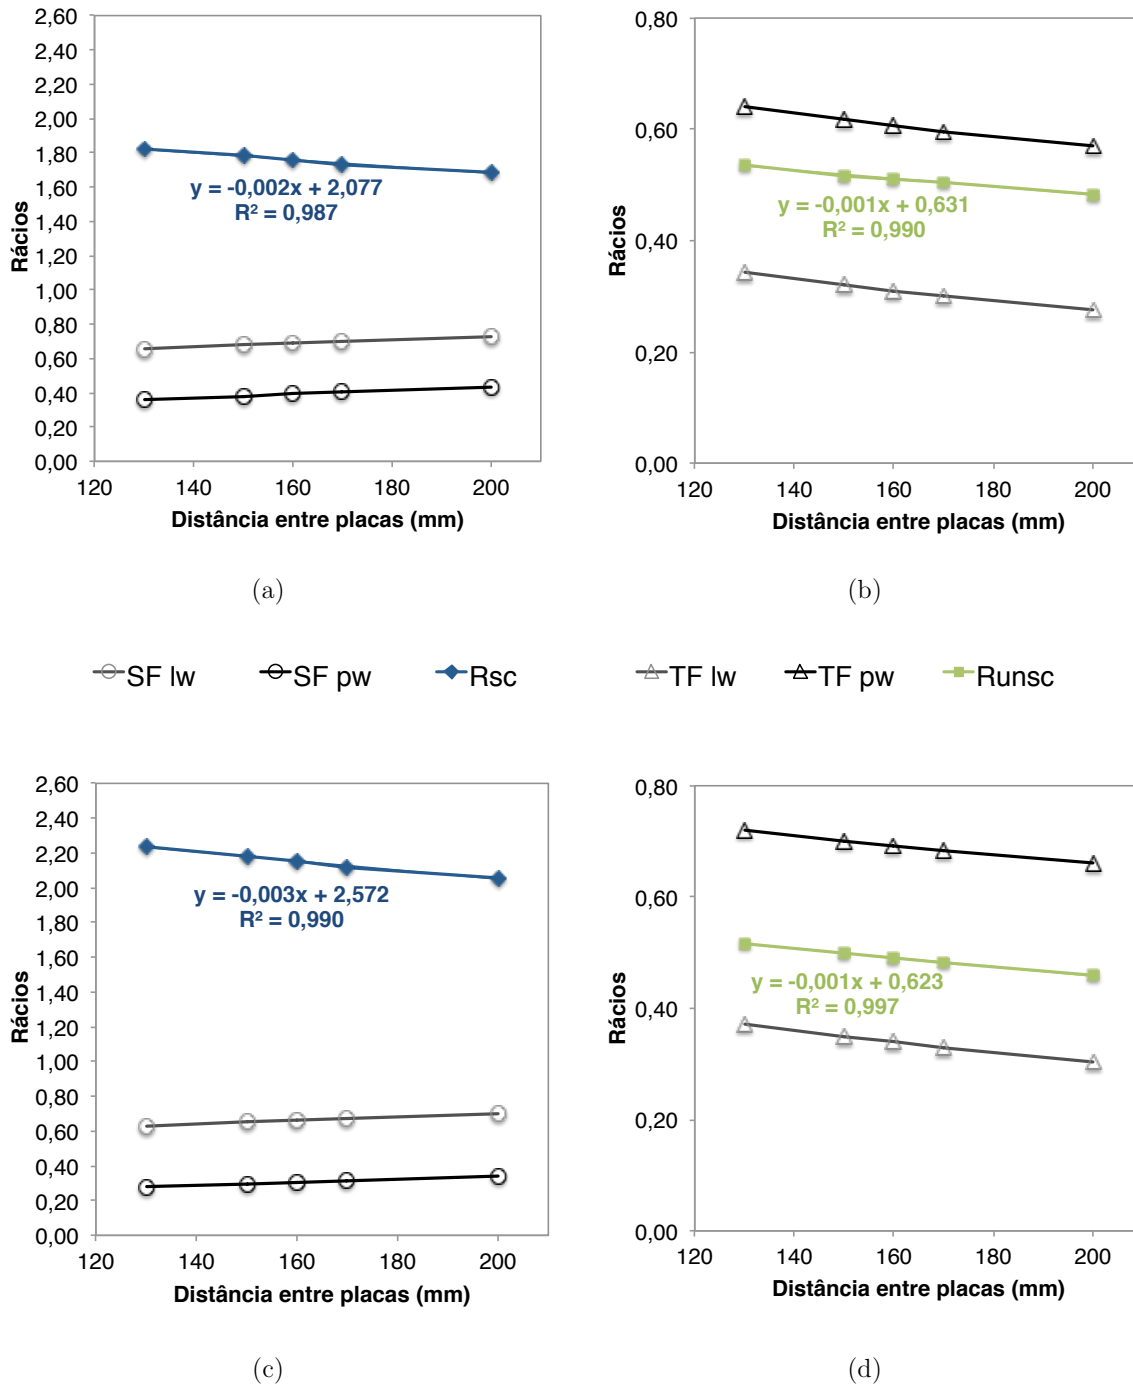 2,60
2,40
2,20
2,00
1,80
1,60
1,40
1,20
1,00
0,80
0,60
0,40
0,20
0,00
Rácios
y = -0,002x + 2,077
R² = 0,987
120 140 160 180 200
Distância entre placas (mm)
(a)
0,80
0,60
0,40
0,20
0,00
Rácios
y = -0,001x + 0,631
R² = 0,990
120 140 160 180 200
Distância entre placas (mm)
(b)
SF lw SF pw Rsc
TF lw TF pw Runsc
2,60
2,40
2,20
2,00
1,80
1,60
1,40
1,20
1,00
0,80
0,60
0,40
0,20
0,00
Rácios
y = -0,003x + 2,572
R² = 0,990
120 140 160 180 200
Distância entre placas (mm)
(c)
0,80
0,60
0,40
0,20
0,00
Rácios
y = -0,001x + 0,623
R² = 0,997
120 140 160 180 200
Distância entre placas (mm)
(d)